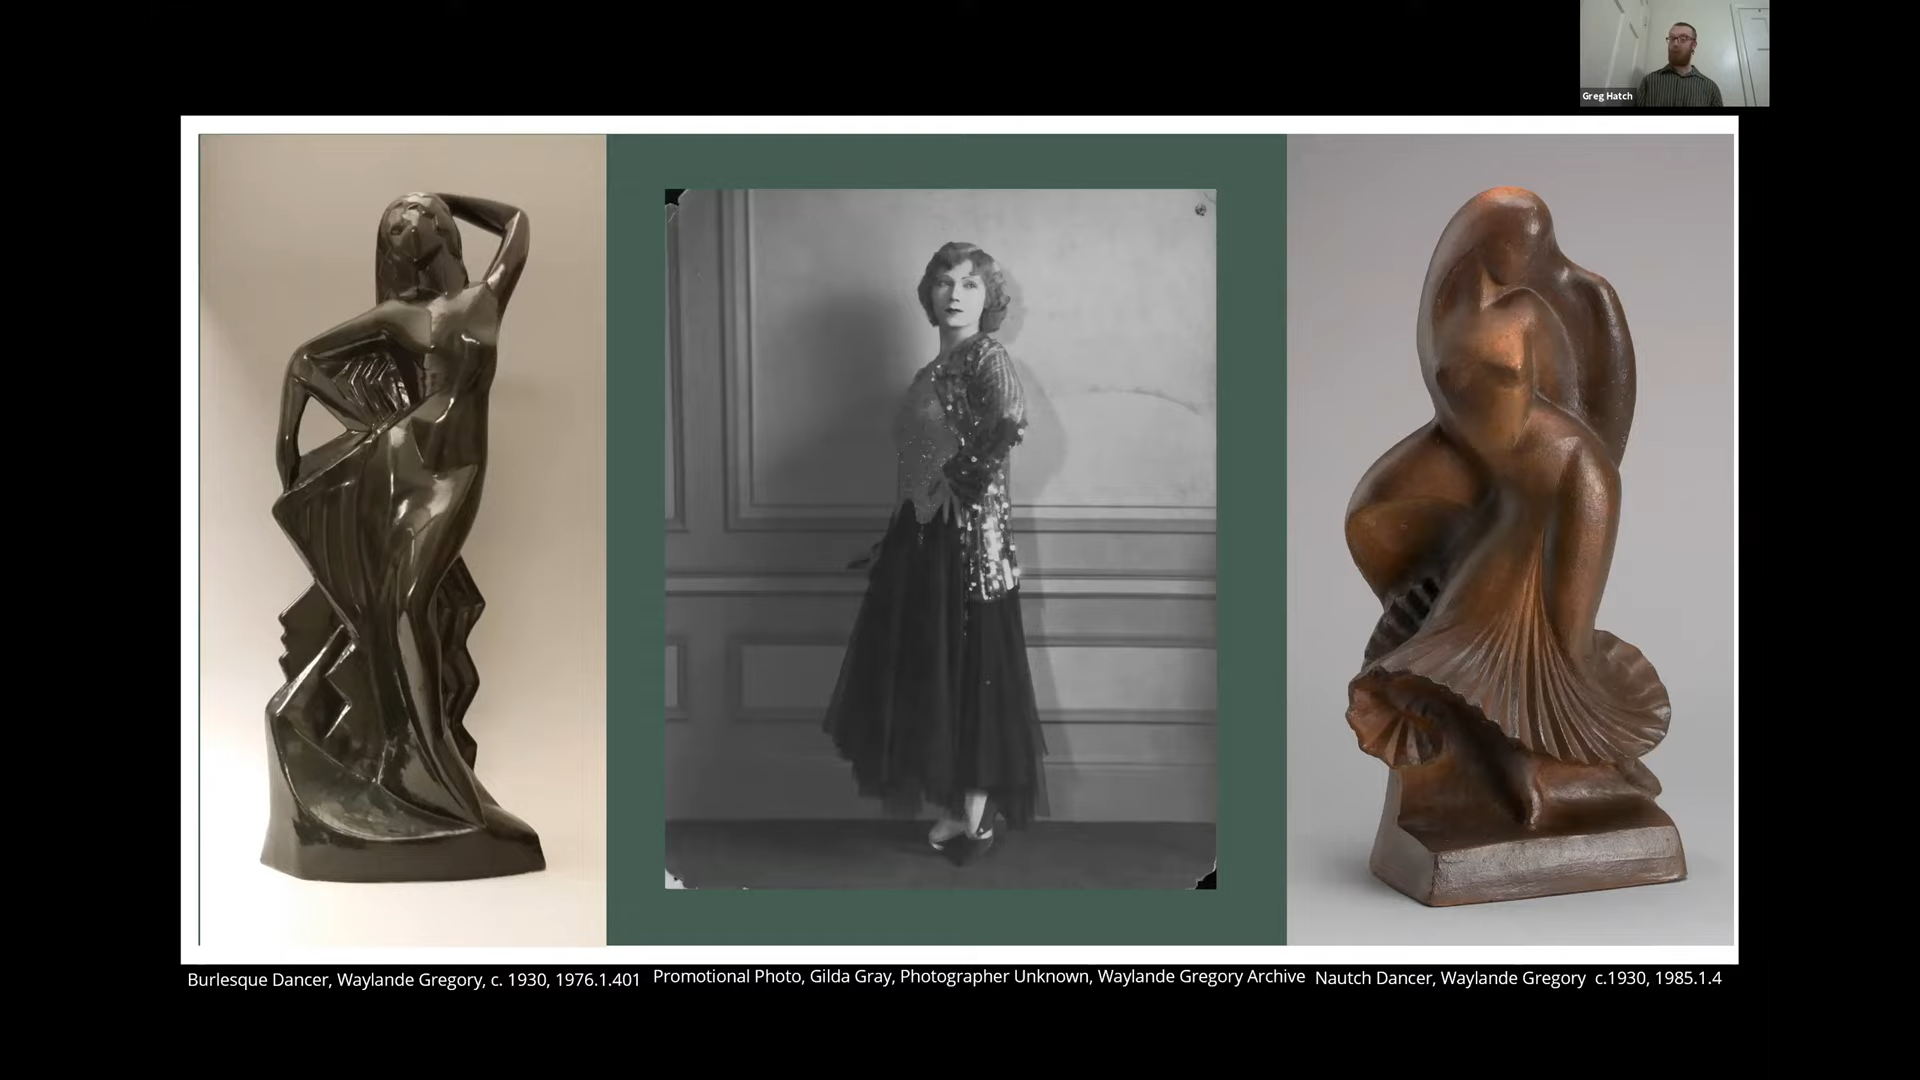 Greg Hatch
Burlesque Dancer, Waylande Gregory, c. 1930, 1976.1.401
Promotional Photo, Gilda Gray, Photographer Unknown, Waylande Gregory Archive
Nautch Dancer, Waylande Gregory  c.1930, 1985.1.4